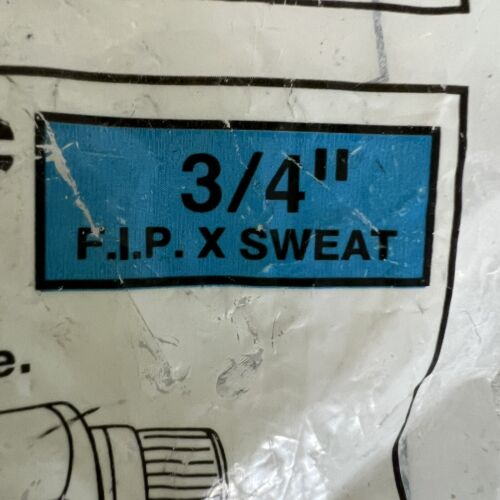 3/4"
F.I.P. X SWEAT
e.